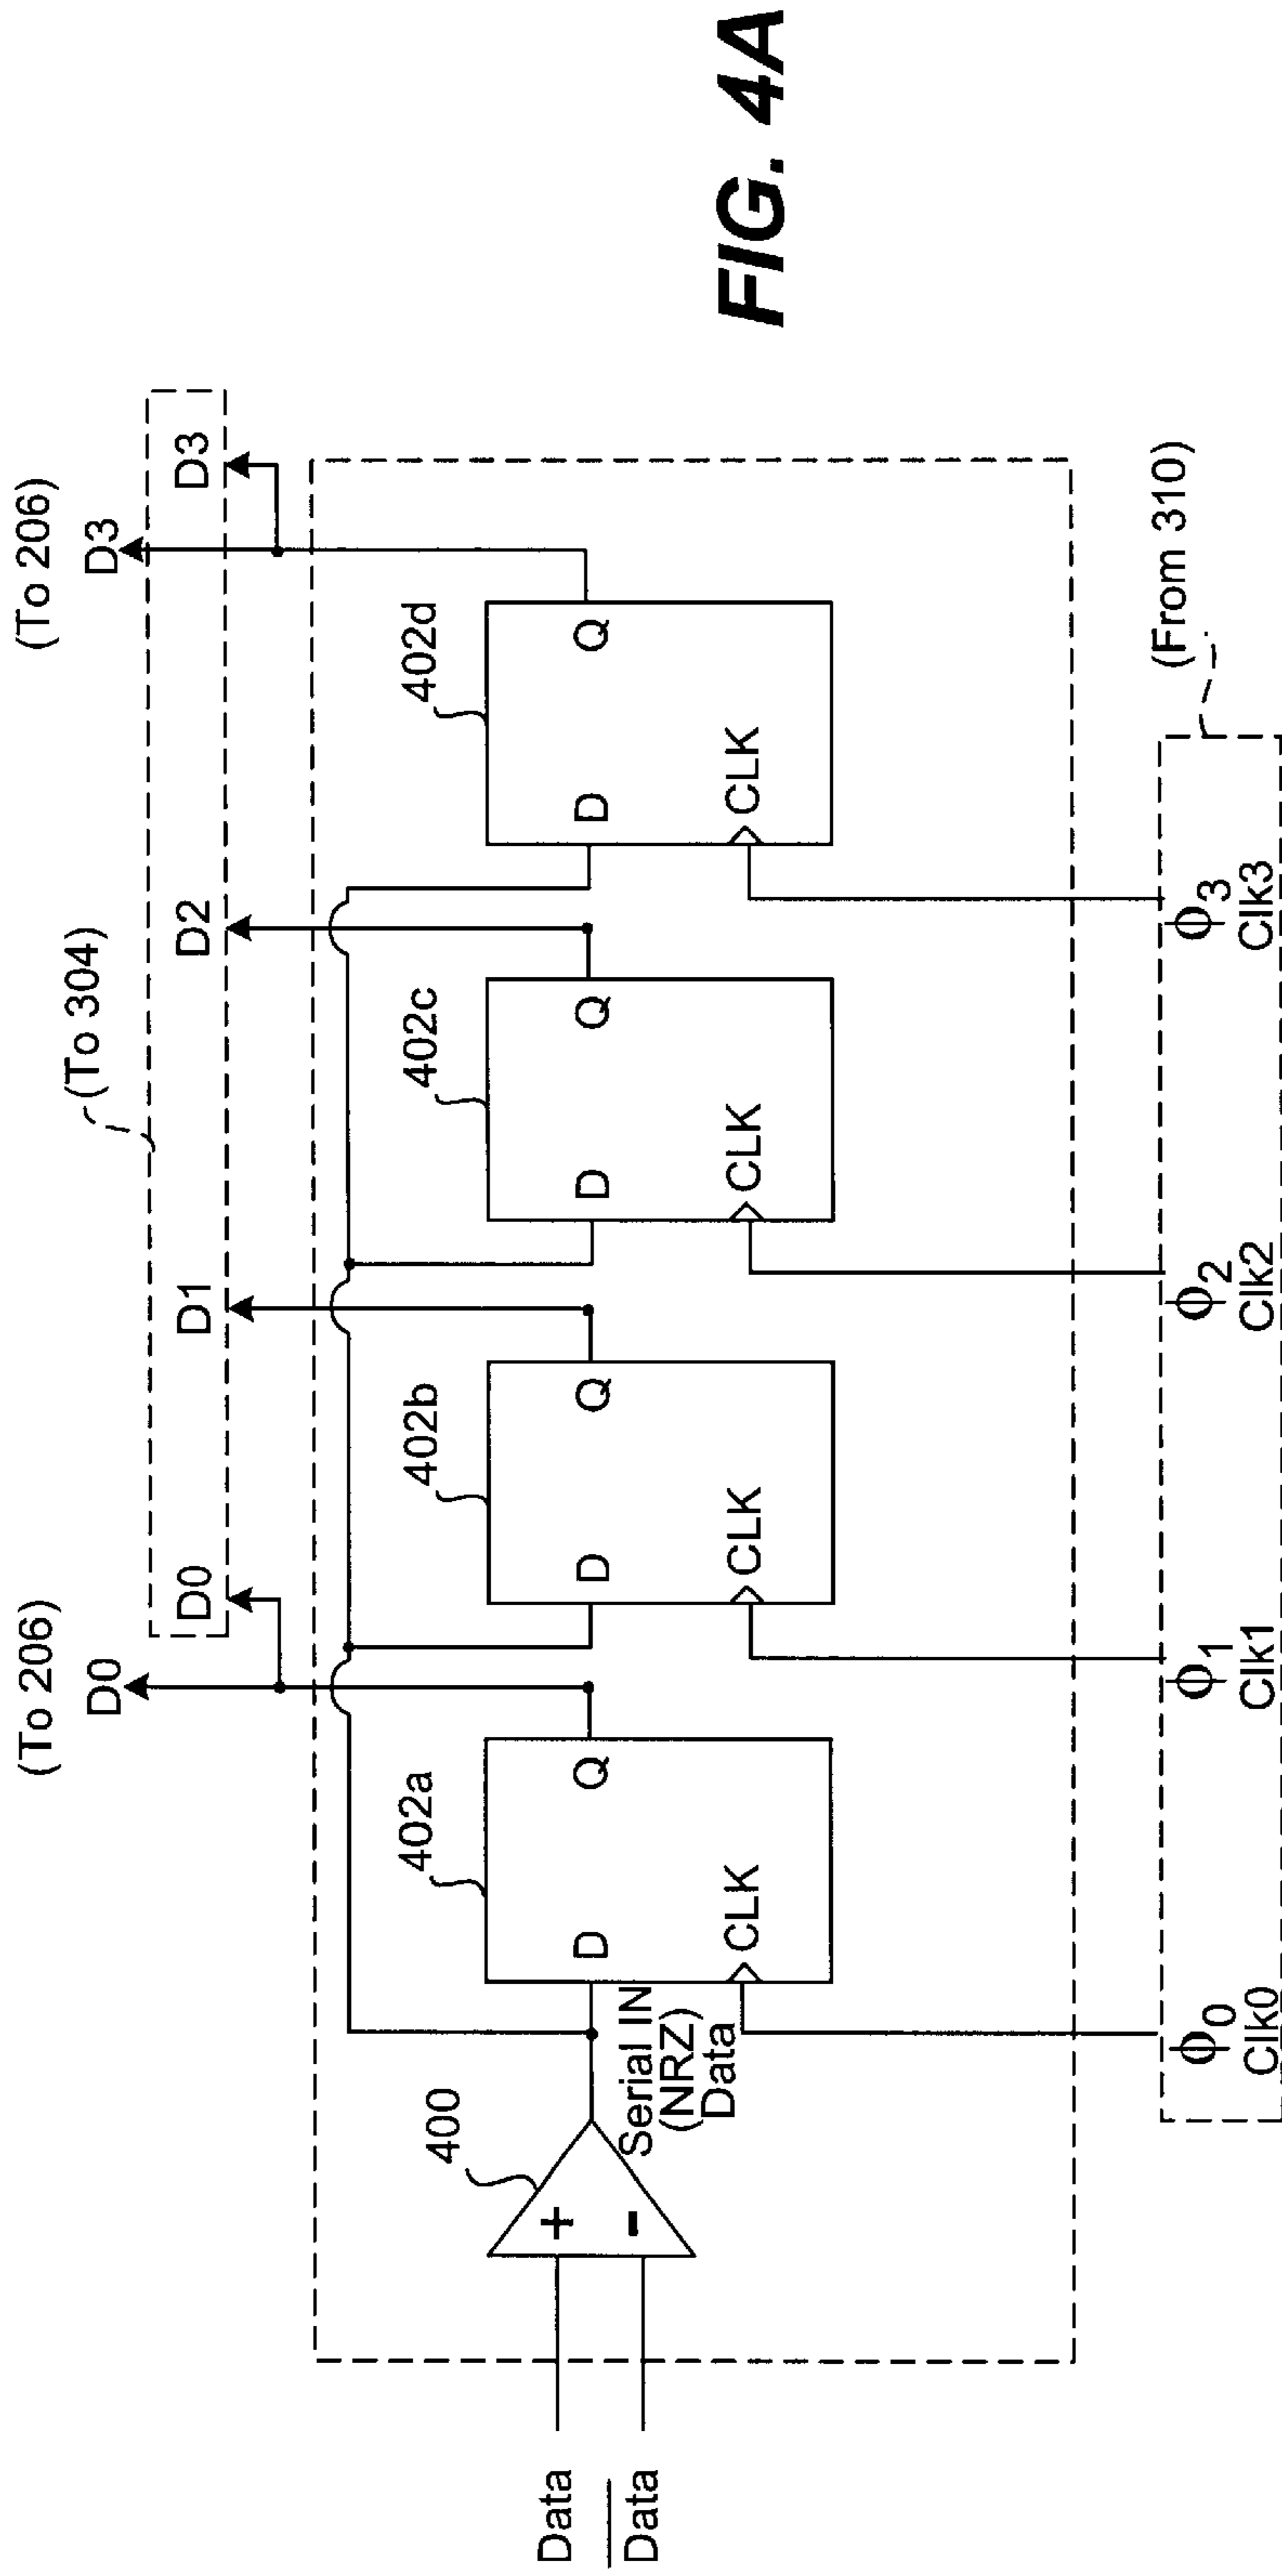 (To 206)
D0
(To 304)
(To 206)
D3
D0
D1
D2
D3
400
402a
402b
402c
402d
Data
Data
+
-
Serial IN
(NRZ)
Data
D
Q
CLK
D
Q
CLK
D
Q
CLK
D
Q
CLK
(From 310)
ϕ0
Clk0
ϕ1
Clk1
ϕ2
Clk2
ϕ3
Clk3
FIG. 4A